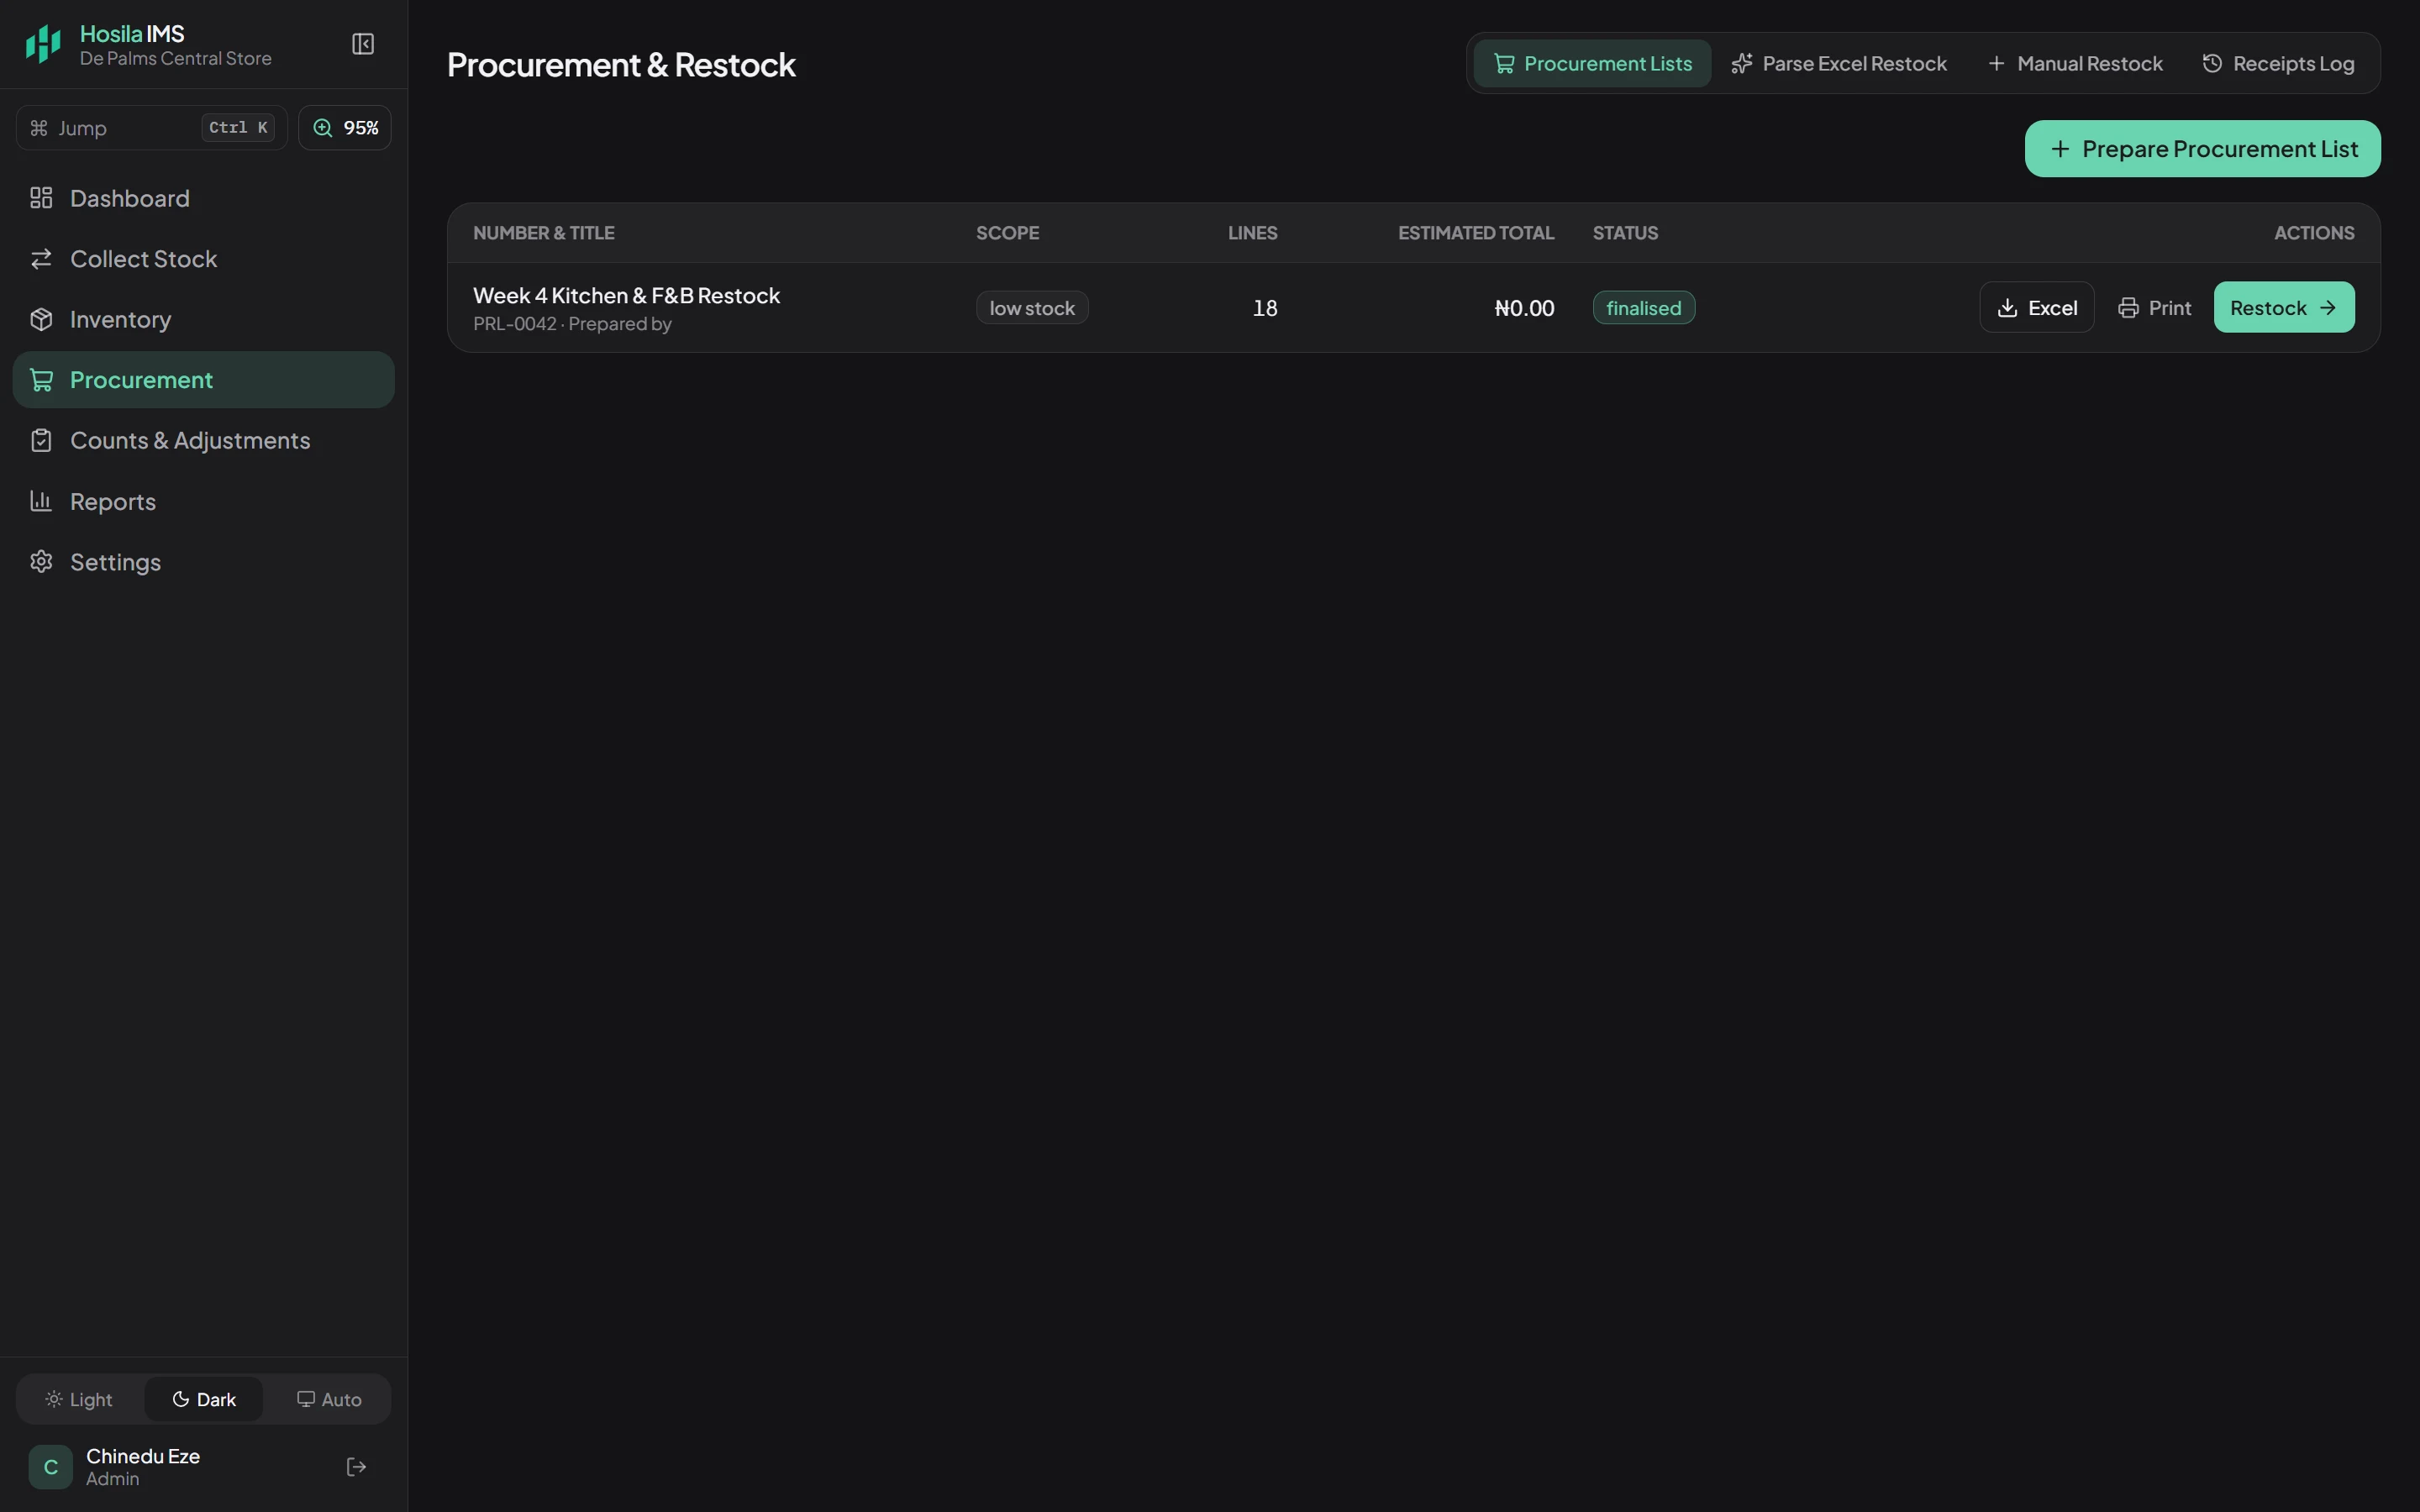 Hosila IMS
De Palms Central Store
⌘ Jump Ctrl K 95%
Dashboard
Collect Stock
Inventory
Procurement
Counts & Adjustments
Reports
Settings
Light Dark Auto
C
Chinedu Eze
Admin
Procurement & Restock
Procurement Lists Parse Excel Restock + Manual Restock Receipts Log
+ Prepare Procurement List
NUMBER & TITLE SCOPE LINES ESTIMATED TOTAL STATUS ACTIONS
Week 4 Kitchen & F&B Restock low stock 18 ₦0.00 finalised Excel Print Restock →
PRL-0042 · Prepared by